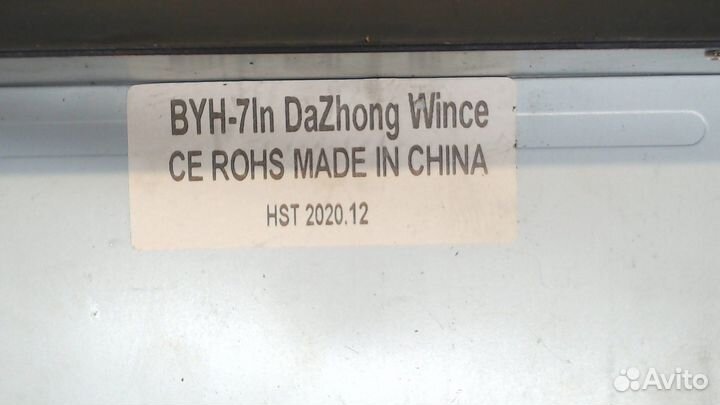 BYH-7In DaZhong Wince
CE ROHS MADE IN CHINA
HST 2020.12
Avito